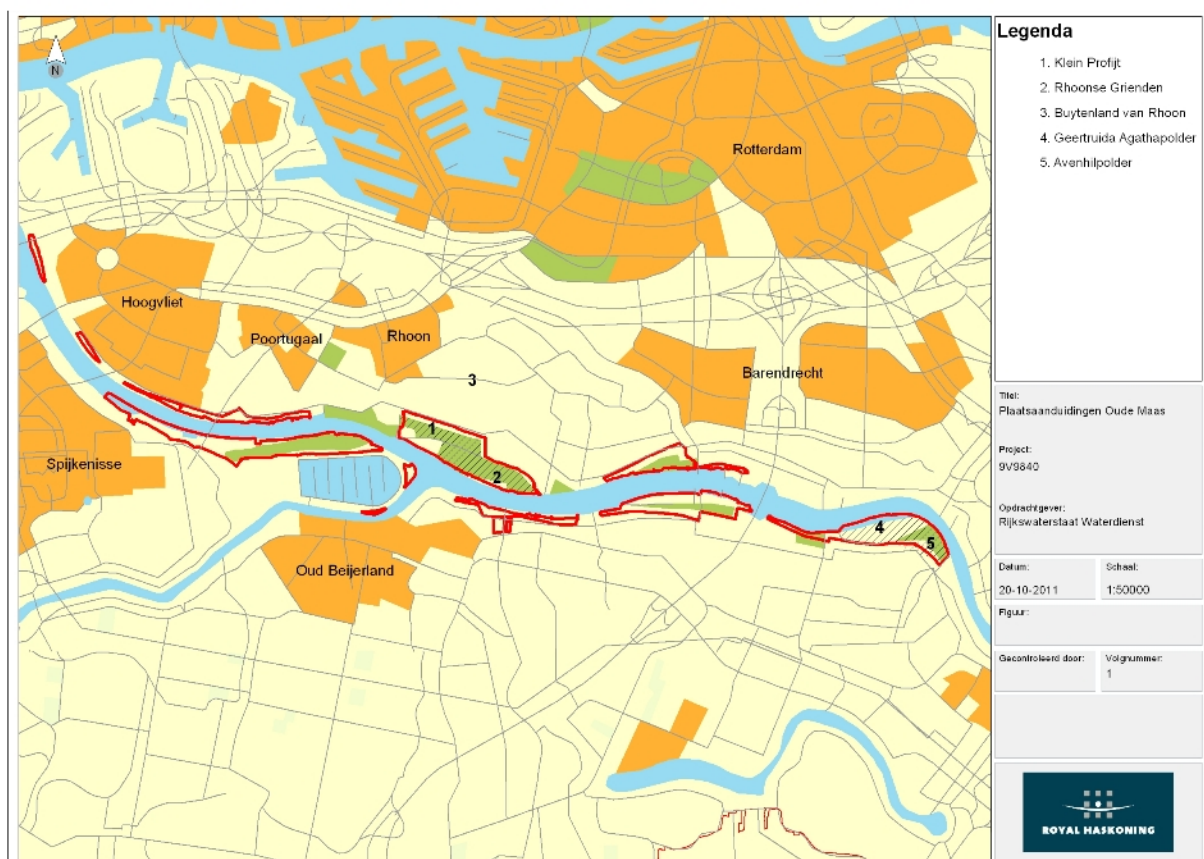 N
Rotterdam
Hoogvliet
Poortugaal
Rhoon
Barendrecht
Spijkenisse
Oud Beijerland
1
2
3
4
5
Legenda
1. Klein Profijt
2. Rhoonse Grienden
3. Buytenland van Rhoon
4. Geertruida Agathapolder
5. Avenhilpolder
Titel:
Plaatsaanduidingen Oude Maas
Project:
9V9840
Opdrachtgever:
Rijkswaterstaat Waterdienst
Datum:
20-10-2011
Schaal:
1:50000
Figuur:
Gecontroleerd door:
Volgnummer:
1
ROYAL HASKONING